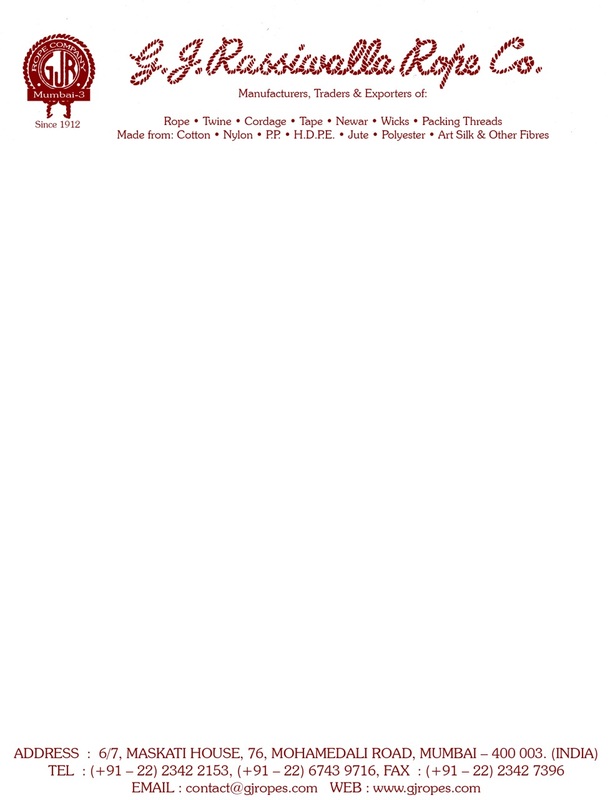 ROPE COMPANY
GJR
Mumbai-3
Since 1912
G. J. Rassiwalla Rope Co.
Manufacturers, Traders & Exporters of:
Rope • Twine • Cordage • Tape • Newar • Wicks • Packing Threads
Made from: Cotton • Nylon • P.P. • H.D.P.E. • Jute • Polyester • Art Silk & Other Fibres
ADDRESS : 6/7, MASKATI HOUSE, 76, MOHAMEDALI ROAD, MUMBAI – 400 003. (INDIA)
TEL : (+91 – 22) 2342 2153, (+91 – 22) 6743 9716, FAX : (+91 – 22) 2342 7396
EMAIL : contact@gjropes.com WEB : www.gjropes.com